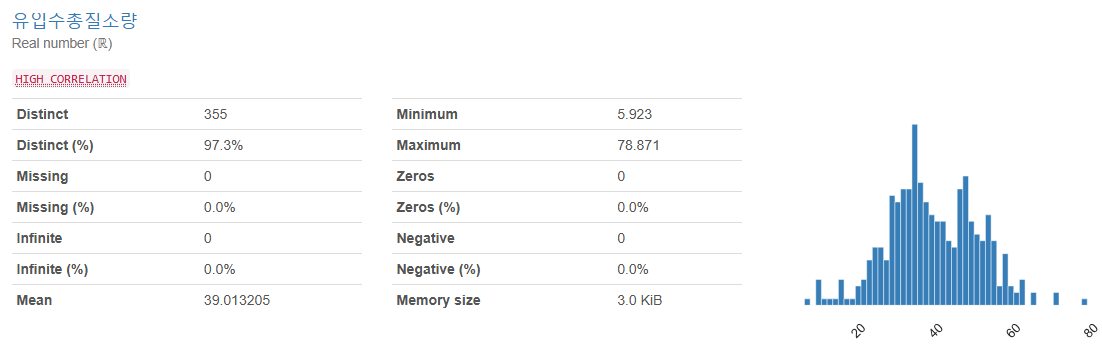 유입수총질소량
Real number (ℝ)
HIGH CORRELATION
Distinct 355
Distinct (%) 97.3%
Missing 0
Missing (%) 0.0%
Infinite 0
Infinite (%) 0.0%
Mean 39.013205
Minimum 5.923
Maximum 78.871
Zeros 0
Zeros (%) 0.0%
Negative 0
Negative (%) 0.0%
Memory size 3.0 KiB
20 40 60 80